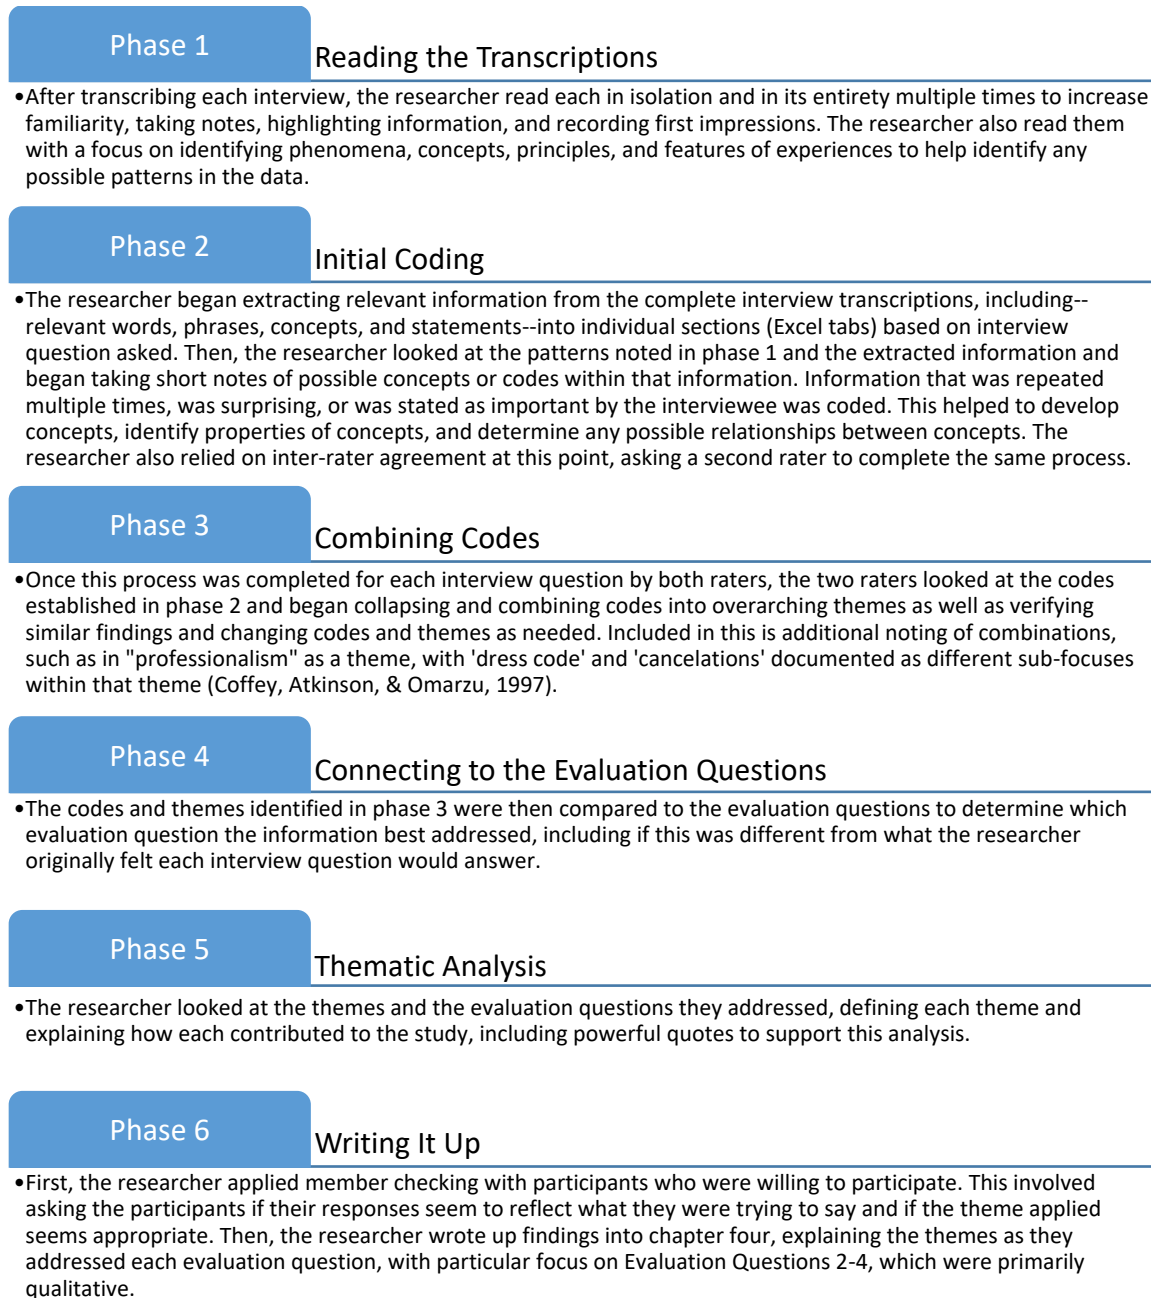 Phase 1
Reading the Transcriptions
•After transcribing each interview, the researcher read each in isolation and in its entirety multiple times to increase
familiarity, taking notes, highlighting information, and recording first impressions. The researcher also read them
with a focus on identifying phenomena, concepts, principles, and features of experiences to help identify any
possible patterns in the data.
Phase 2
Initial Coding
•The researcher began extracting relevant information from the complete interview transcriptions, including--
relevant words, phrases, concepts, and statements--into individual sections (Excel tabs) based on interview
question asked. Then, the researcher looked at the patterns noted in phase 1 and the extracted information and
began taking short notes of possible concepts or codes within that information. Information that was repeated
multiple times, was surprising, or was stated as important by the interviewee was coded. This helped to develop
concepts, identify properties of concepts, and determine any possible relationships between concepts. The
researcher also relied on inter-rater agreement at this point, asking a second rater to complete the same process.
Phase 3
Combining Codes
•Once this process was completed for each interview question by both raters, the two raters looked at the codes
established in phase 2 and began collapsing and combining codes into overarching themes as well as verifying
similar findings and changing codes and themes as needed. Included in this is additional noting of combinations,
such as in "professionalism" as a theme, with 'dress code' and 'cancelations' documented as different sub-focuses
within that theme (Coffey, Atkinson, & Omarzu, 1997).
Phase 4
Connecting to the Evaluation Questions
•The codes and themes identified in phase 3 were then compared to the evaluation questions to determine which
evaluation question the information best addressed, including if this was different from what the researcher
originally felt each interview question would answer.
Phase 5
Thematic Analysis
•The researcher looked at the themes and the evaluation questions they addressed, defining each theme and
explaining how each contributed to the study, including powerful quotes to support this analysis.
Phase 6
Writing It Up
•First, the researcher applied member checking with participants who were willing to participate. This involved
asking the participants if their responses seem to reflect what they were trying to say and if the theme applied
seems appropriate. Then, the researcher wrote up findings into chapter four, explaining the themes as they
addressed each evaluation question, with particular focus on Evaluation Questions 2-4, which were primarily
qualitative.